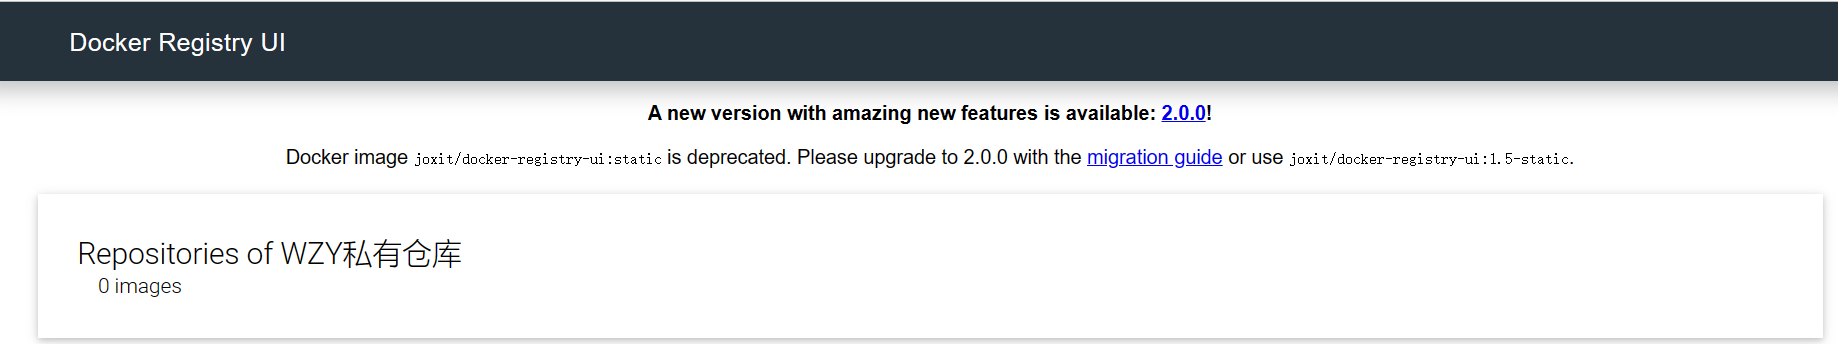 Docker Registry UI
A new version with amazing new features is available: 2.0.0!
Docker image joxit/docker-registry-ui:static is deprecated. Please upgrade to 2.0.0 with the migration guide or use joxit/docker-registry-ui:1.5-static.
Repositories of WZY私有仓库
0 images